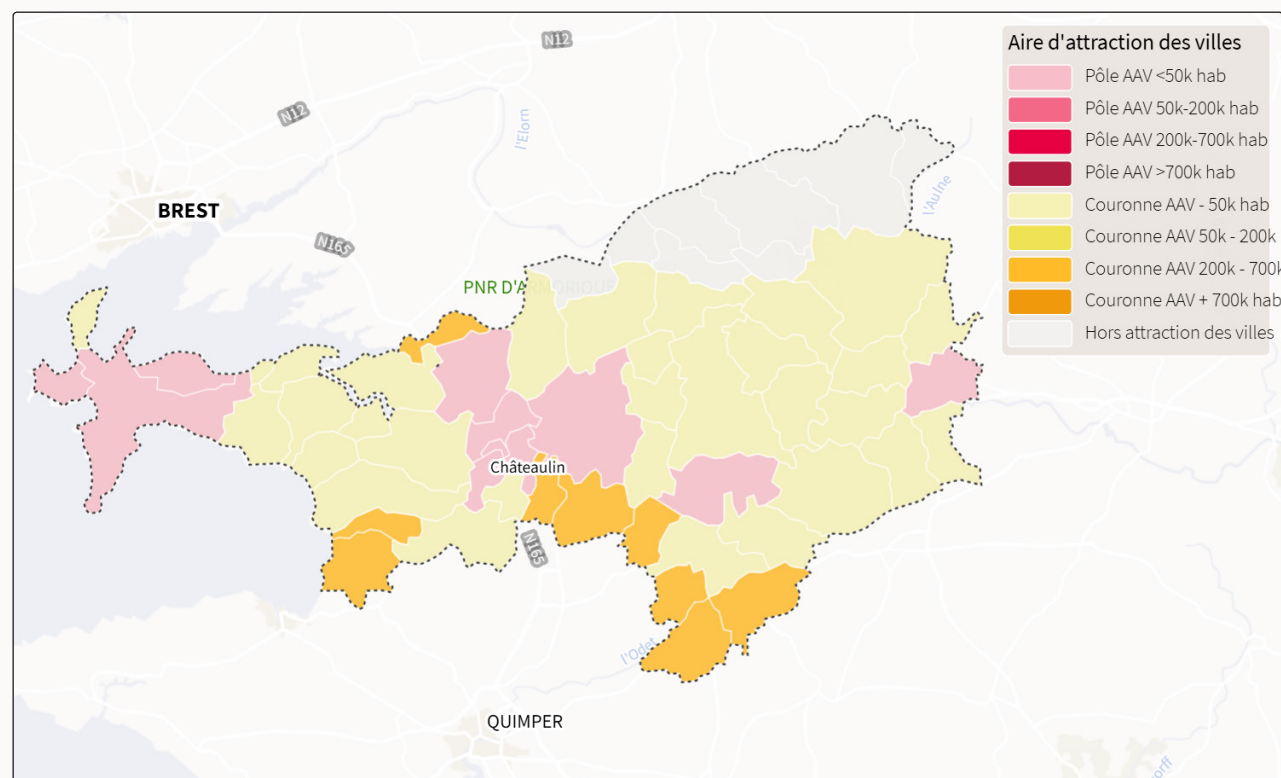 N12
N12
l'Elorn
BREST
N165
PNR D'ARMORIQUE
l'Aulne
Châteaulin
N165
l'Odet
QUIMPER
orff
Aire d'attraction des villes
Pôle AAV <50k hab
Pôle AAV 50k-200k hab
Pôle AAV 200k-700k hab
Pôle AAV >700k hab
Couronne AAV - 50k hab
Couronne AAV 50k - 200k
Couronne AAV 200k - 700k
Couronne AAV + 700k hab
Hors attraction des villes